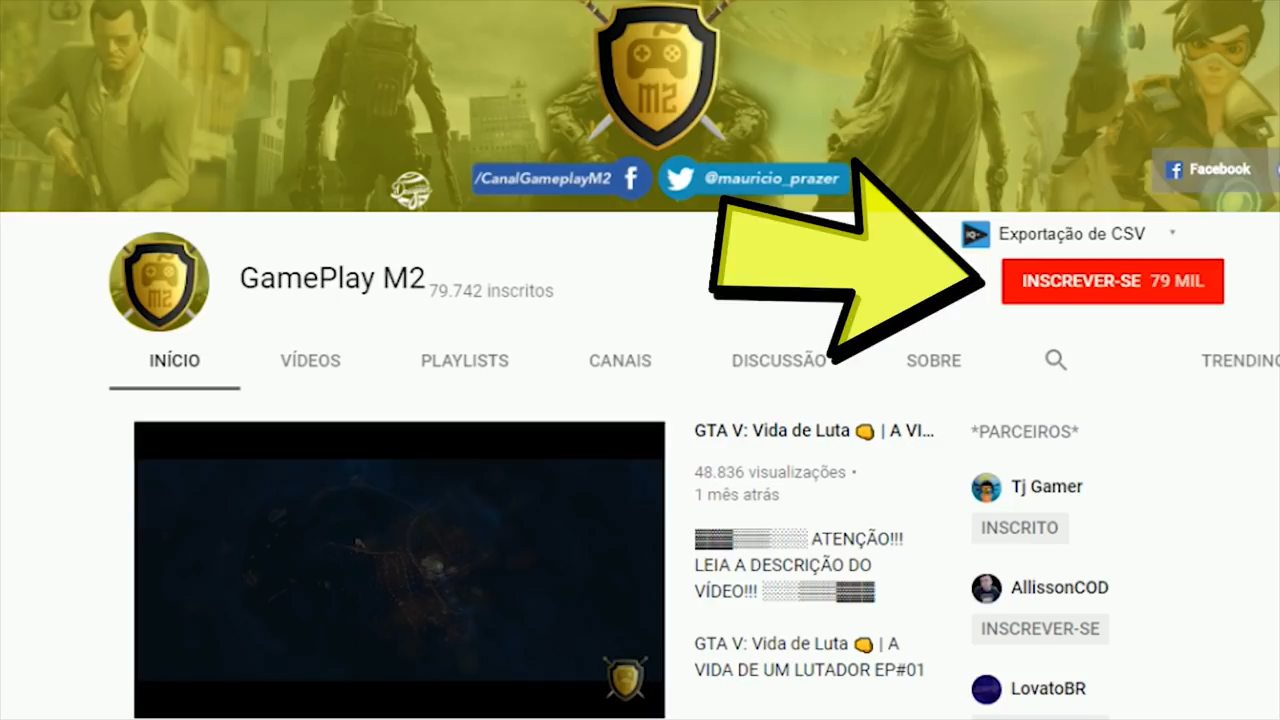 M2
/CanalGameplayM2
@mauricio_prazer
Facebook
Exportação de CSV
GamePlay M2 79.742 inscritos
INSCREVER-SE 79 MIL
INÍCIO VÍDEOS PLAYLISTS CANAIS DISCUSSÃO SOBRE TRENDING
GTA V: Vida de Luta 👊 | A VI...
48.836 visualizações •
1 mês atrás
▓▓▒▒░░ ATENÇÃO!!!
LEIA A DESCRIÇÃO DO
VÍDEO!!! ░░▒▒▓▓
GTA V: Vida de Luta 👊 | A
VIDA DE UM LUTADOR EP#01
*PARCEIROS*
Tj Gamer
INSCRITO
AllissonCOD
INSCREVER-SE
LovatoBR